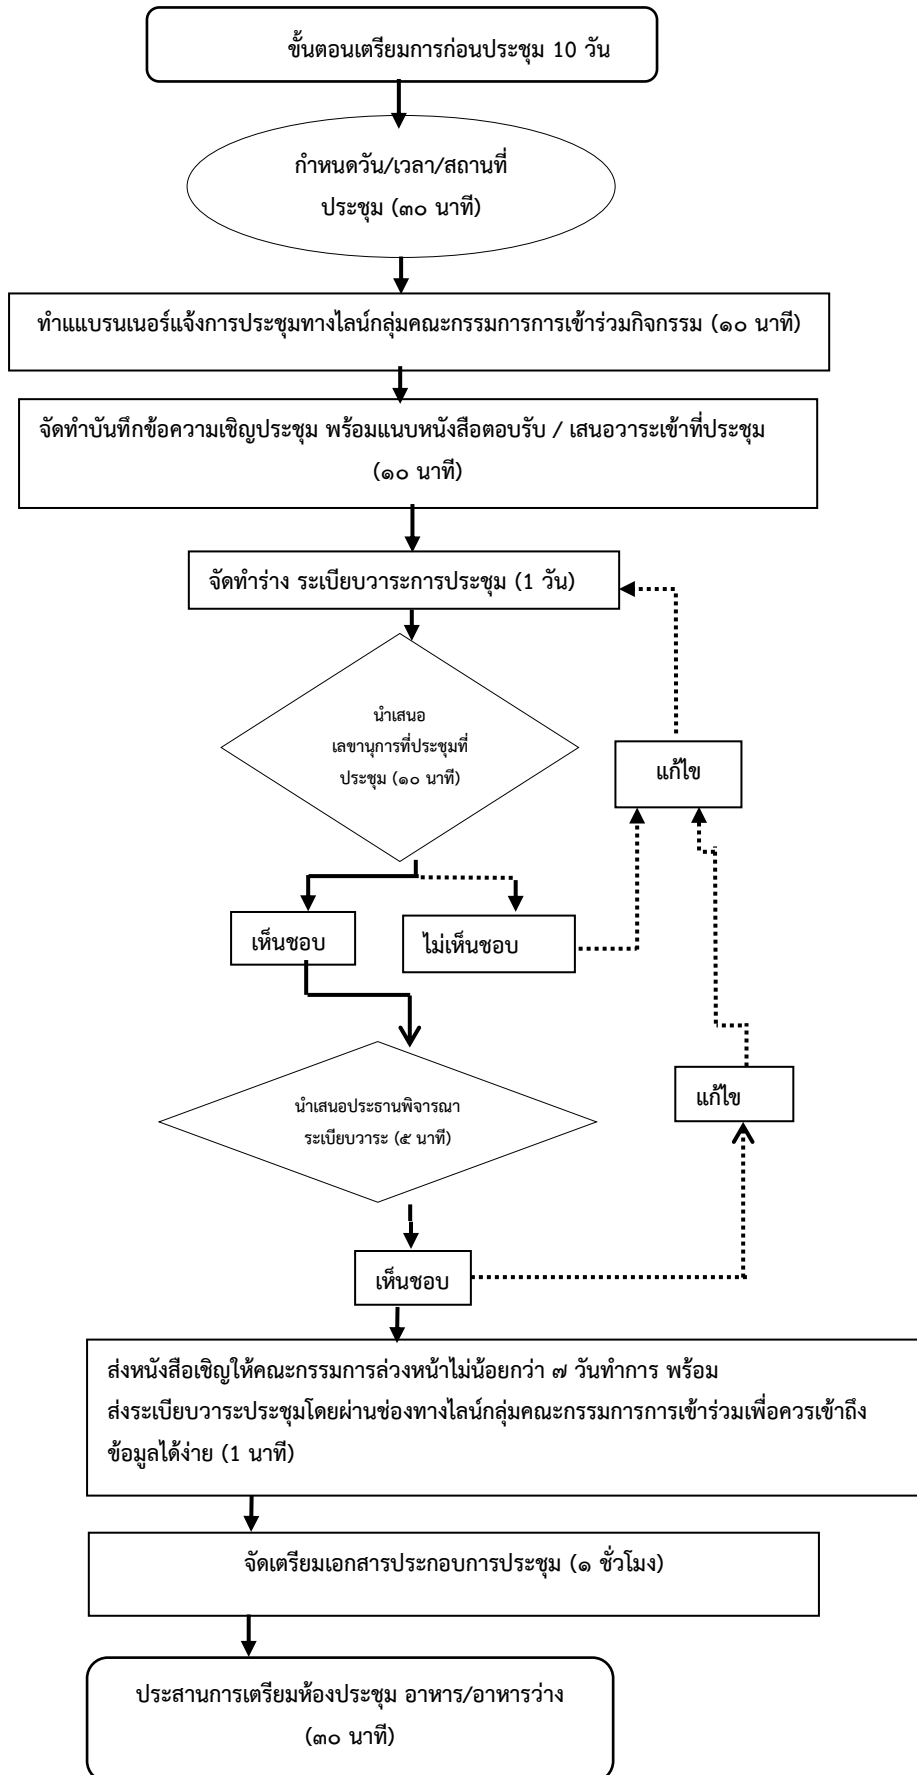 ขั้นตอนเตรียมการก่อนประชุม 10 วัน
กำหนดวัน/เวลา/สถานที่
ประชุม (๓๐ นาที)
ทำแแบรนเนอร์แจ้งการประชุมทางไลน์กลุ่มคณะกรรมการการเข้าร่วมกิจกรรม (๑๐ นาที)
จัดทำบันทึกข้อความเชิญประชุม พร้อมแนบหนังสือตอบรับ / เสนอวาระเข้าที่ประชุม
(๑๐ นาที)
จัดทำร่าง ระเบียบวาระการประชุม (1 วัน)
นำเสนอ
เลขานุการที่ประชุมที่
ประชุม (๑๐ นาที)
แก้ไข
เห็นชอบ
ไม่เห็นชอบ
นำเสนอประธานพิจารณา
ระเบียบวาระ (๕ นาที)
แก้ไข
เห็นชอบ
ส่งหนังสือเชิญให้คณะกรรมการล่วงหน้าไม่น้อยกว่า ๗ วันทำการ พร้อม
ส่งระเบียบวาระประชุมโดยผ่านช่องทางไลน์กลุ่มคณะกรรมการการเข้าร่วมเพื่อควรเข้าถึง
ข้อมูลได้ง่าย (1 นาที)
จัดเตรียมเอกสารประกอบการประชุม (๑ ชั่วโมง)
ประสานการเตรียมห้องประชุม อาหาร/อาหารว่าง
(๓๐ นาที)